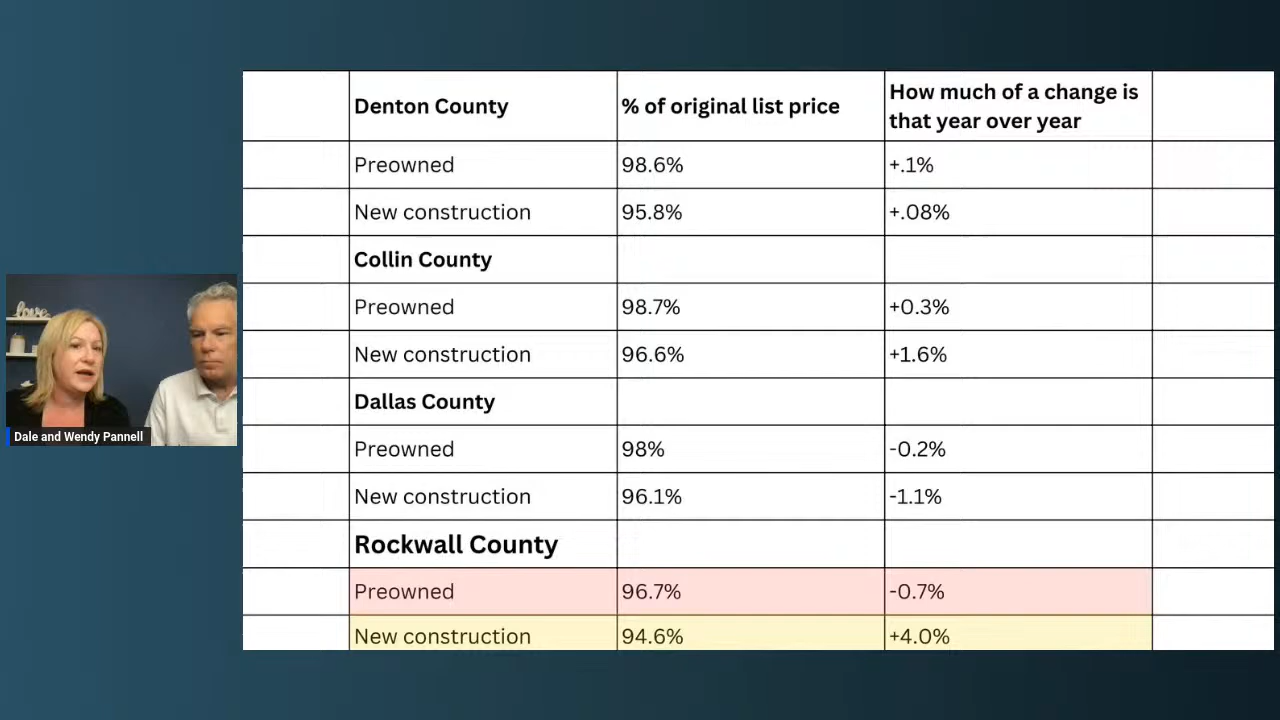 Denton County % of original list price How much of a change is
that year over year
Preowned 98.6% +.1%
New construction 95.8% +.08%
Collin County
Preowned 98.7% +0.3%
New construction 96.6% +1.6%
Dallas County
Preowned 98% -0.2%
New construction 96.1% -1.1%
Rockwall County
Preowned 96.7% -0.7%
New construction 94.6% +4.0%
love
Dale and Wendy Pannell